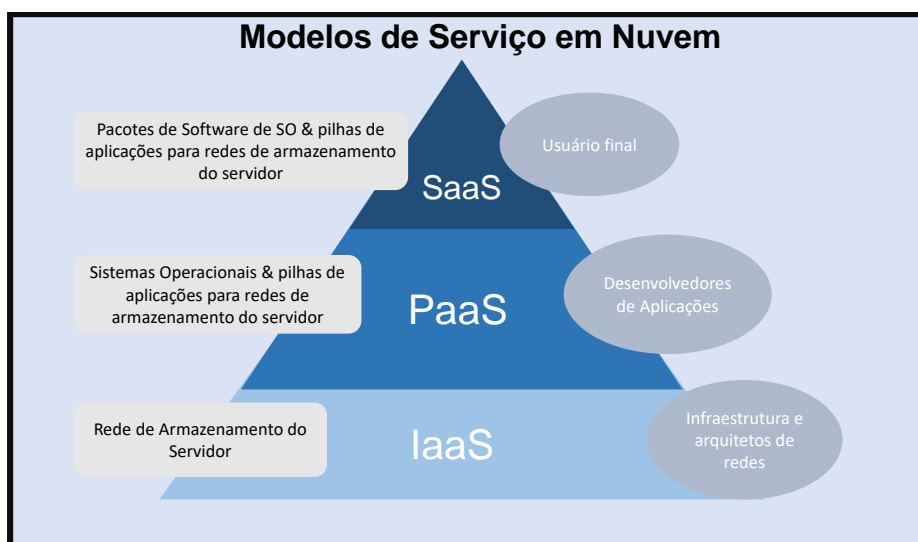 Modelos de Serviço em Nuvem
Pacotes de Software de SO & pilhas de
aplicações para redes de armazenamento
do servidor
SaaS
Usuário final
Sistemas Operacionais & pilhas de
aplicações para redes de
armazenamento do servidor
PaaS
Desenvolvedores
de Aplicações
Rede de Armazenamento do
Servidor
IaaS
Infraestrutura e
arquitetos de
redes